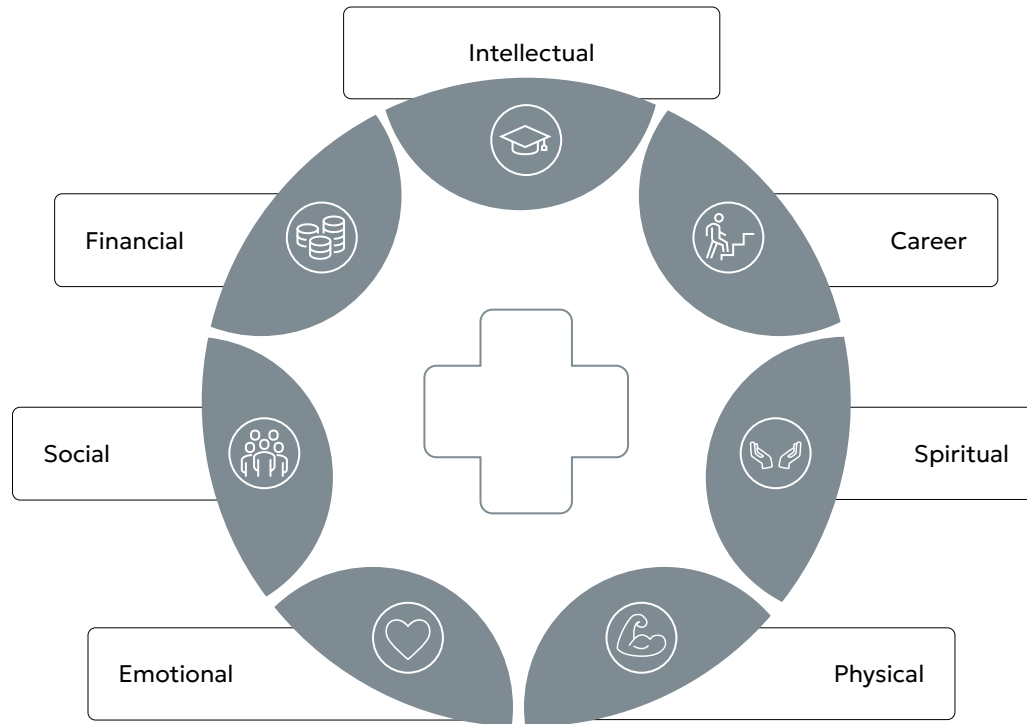 Intellectual
Financial
Career
Social
Spiritual
Emotional
Physical